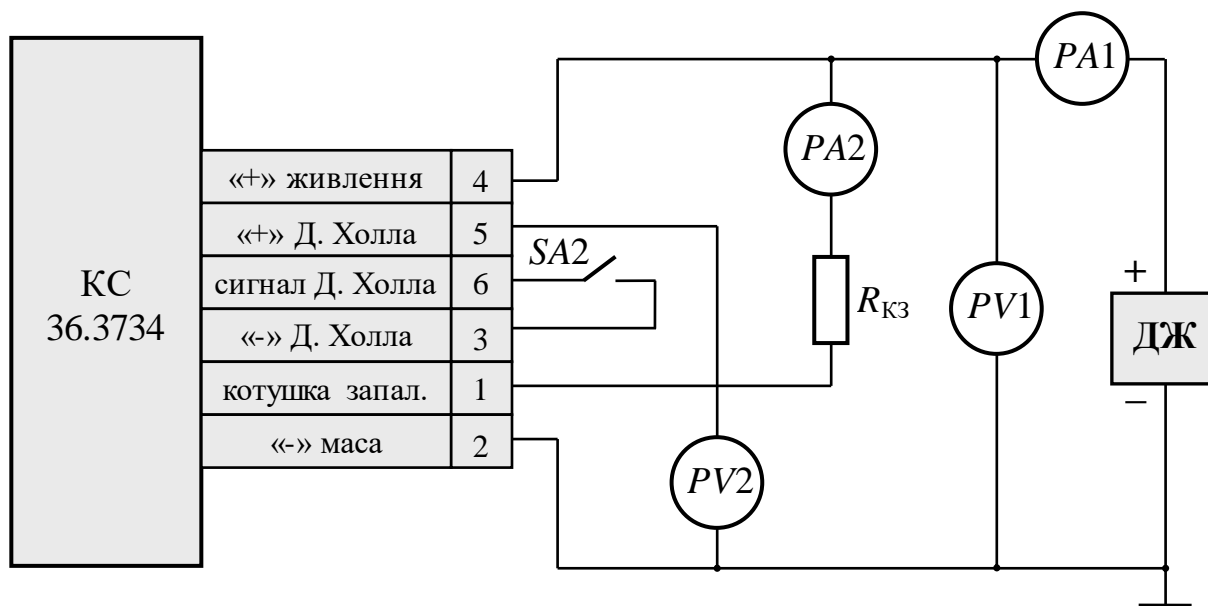 КС
36.3734
«+» живлення 4
«+» Д. Холла 5
сигнал Д. Холла 6
«-» Д. Холла 3
котушка запал. 1
«-» маса 2
SA2
PA1
PA2
RКЗ
PV1
PV2
+
ДЖ
–